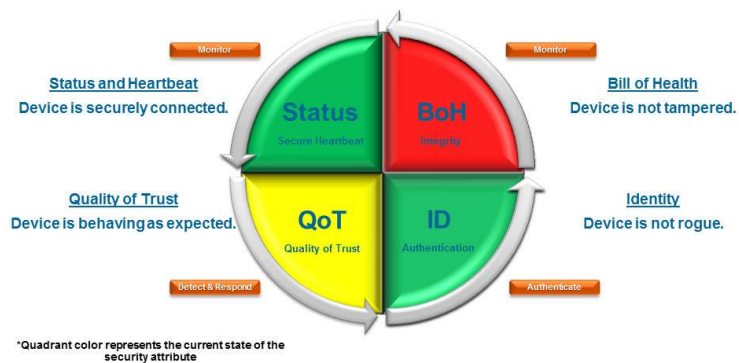 Monitor
Monitor
Status and Heartbeat
Device is securely connected.
Status
Secure Heartbeat
BoH
Integrity
Bill of Health
Device is not tampered.
Quality of Trust
Device is behaving as expected.
QoT
Quality of Trust
ID
Authentication
Identity
Device is not rogue.
Detect & Respond
Authenticate
*Quadrant color represents the current state of the
security attribute